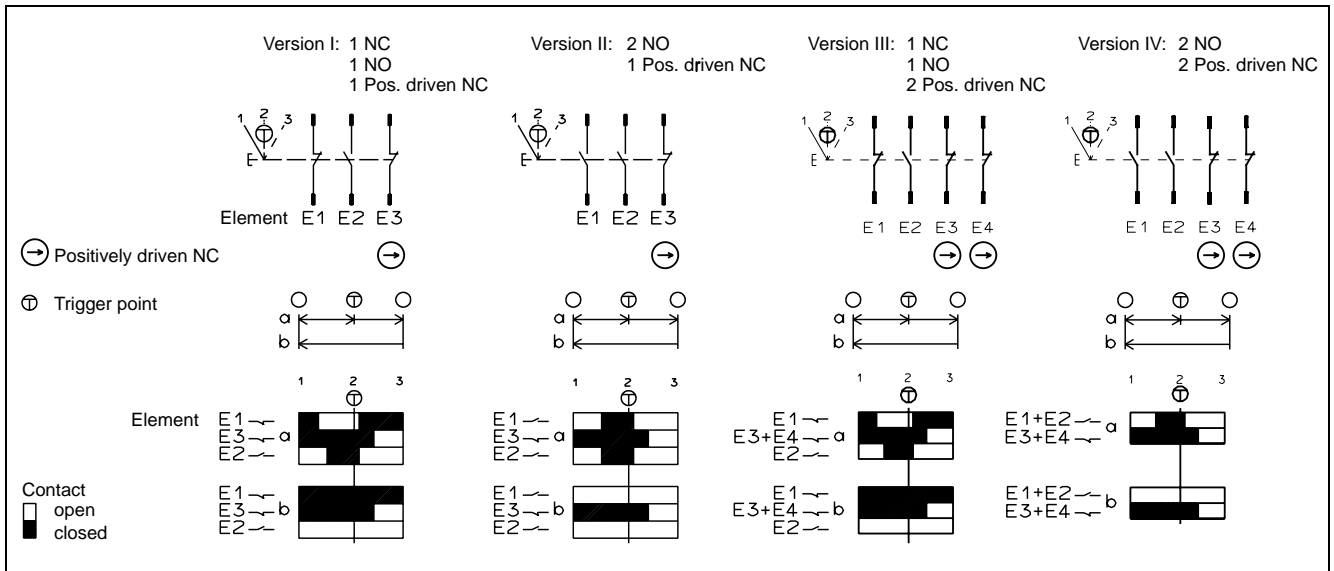 Version I: 1 NC
1 NO
1 Pos. driven NC
Version II: 2 NO
1 Pos. driven NC
Version III: 1 NC
1 NO
2 Pos. driven NC
Version IV: 2 NO
2 Pos. driven NC
1 2 3
T
E
1 2 3
T
E
1 2 3
T
E
1 2 3
T
E
Element E1 E2 E3
E1 E2 E3
E1 E2 E3 E4
E1 E2 E3 E4
Positively driven NC
T Trigger point
T
a
b
T
a
b
T
a
b
T
a
b
1 2 3
T
1 2 3
T
1 2 3
T
1 2 3
T
Element
E1
E3 a
E2
E1
E3 b
E2
E1
E3 a
E2
E1
E3 b
E2
E1
E3+E4 a
E2
E1
E3+E4 b
E2
E1+E2 a
E3+E4
E1+E2 b
E3+E4
Contact
open
closed